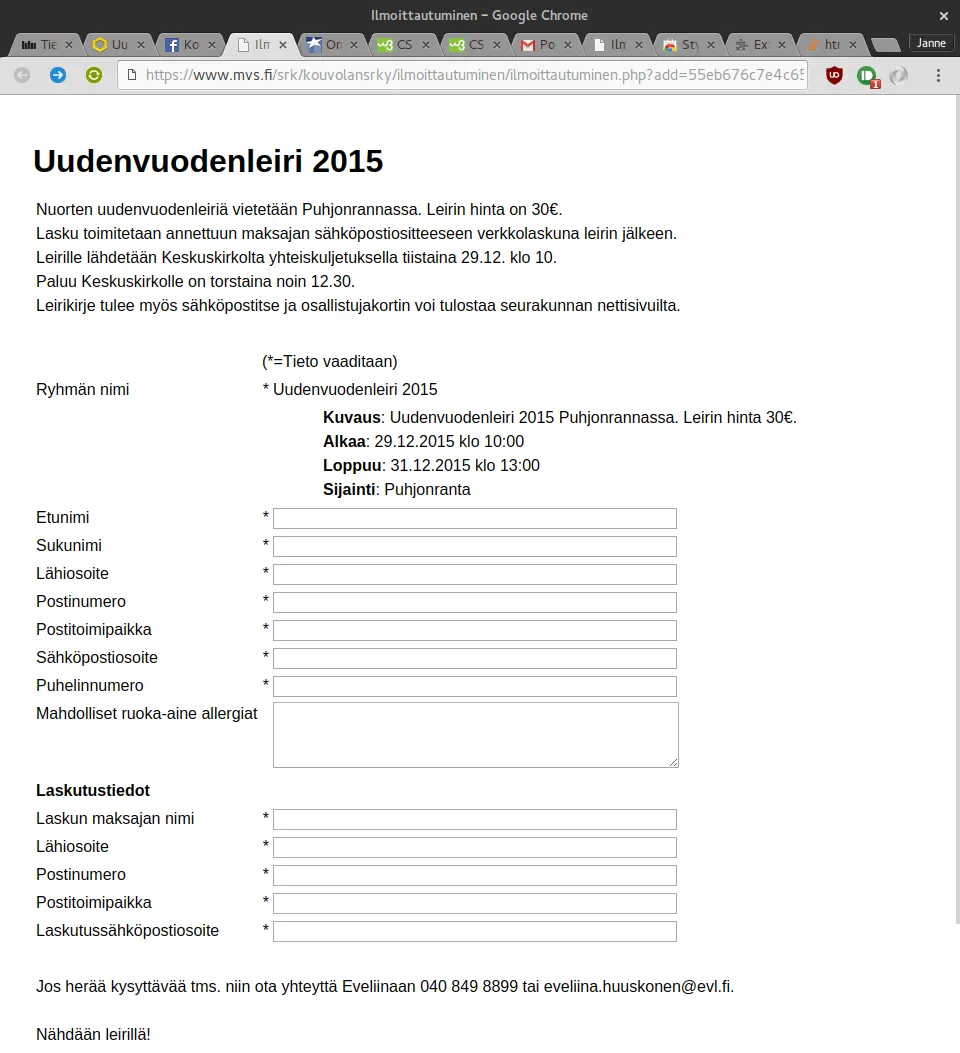 Ilmoittautuminen – Google Chrome
Tie Uu Ko Ilm On CS CS Po Ilm Sty Ext htt Janne
https://www.mvs.fi/srk/kouvolansrky/ilmoittautuminen/ilmoittautuminen.php?add=55eb676c7e4c65
1
Uudenvuodenleiri 2015
Nuorten uudenvuodenleiriä vietetään Puhjonrannassa. Leirin hinta on 30€.
Lasku toimitetaan annettuun maksajan sähköpostiositteeseen verkkolaskuna leirin jälkeen.
Leirille lähdetään Keskuskirkolta yhteiskuljetuksella tiistaina 29.12. klo 10.
Paluu Keskuskirkolle on torstaina noin 12.30.
Leirikirje tulee myös sähköpostitse ja osallistujakortin voi tulostaa seurakunnan nettisivuilta.
(*=Tieto vaaditaan)
Ryhmän nimi * Uudenvuodenleiri 2015
Kuvaus: Uudenvuodenleiri 2015 Puhjonrannassa. Leirin hinta 30€.
Alkaa: 29.12.2015 klo 10:00
Loppuu: 31.12.2015 klo 13:00
Sijainti: Puhjonranta
Etunimi *
Sukunimi *
Lähiosoite *
Postinumero *
Postitoimipaikka *
Sähköpostiosoite *
Puhelinnumero *
Mahdolliset ruoka-aine allergiat
Laskutustiedot
Laskun maksajan nimi *
Lähiosoite *
Postinumero *
Postitoimipaikka *
Laskutussähköpostiosoite *
Jos herää kysyttävää tms. niin ota yhteyttä Eveliinaan 040 849 8899 tai eveliina.huuskonen@evl.fi.
Nähdään leirillä!